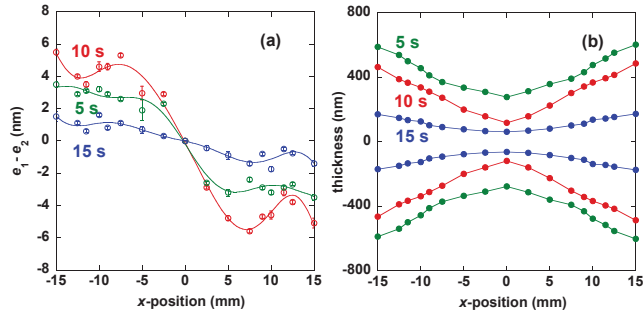 8
6
4
2
0
-2
-4
-6
-8
-15
-10
-5
0
5
10
15
e₁ - e₂ (nm)
x-position (mm)
(a)
10 s
5 s
15 s
800
400
0
-400
-800
-15
-10
-5
0
5
10
15
thickness (nm)
x-position (mm)
(b)
5 s
10 s
15 s